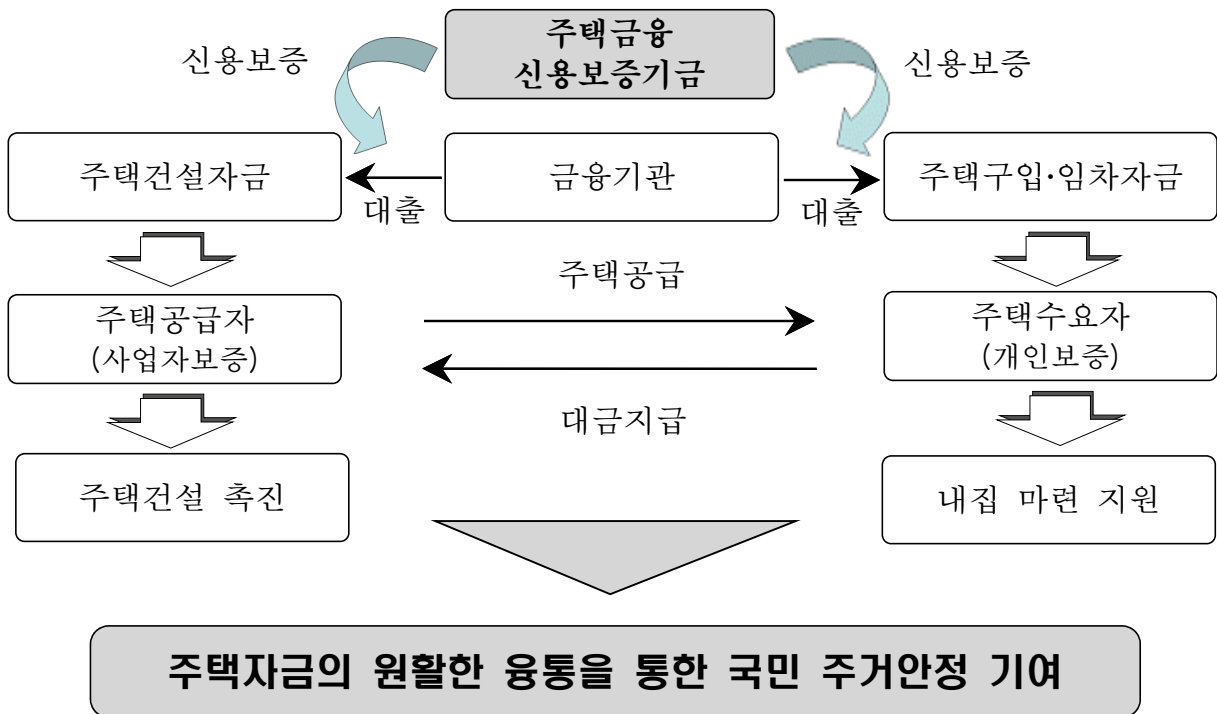 주택금융
신용보증기금
신용보증
신용보증
주택건설자금
금융기관
주택구입·임차자금
대출
대출
주택공급
주택공급자
(사업자보증)
주택수요자
(개인보증)
대금지급
주택건설 촉진
내집 마련 지원
주택자금의 원활한 융통을 통한 국민 주거안정 기여